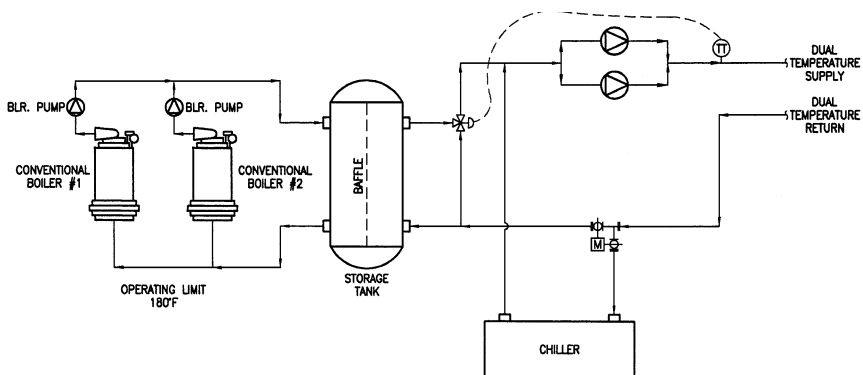 TT
DUAL
TEMPERATURE
SUPPLY
BLR. PUMP
BLR. PUMP
DUAL
TEMPERATURE
RETURN
CONVENTIONAL
BOILER #1
CONVENTIONAL
BOILER #2
BAFFLE
M
STORAGE
TANK
OPERATING LIMIT
180°F
CHILLER